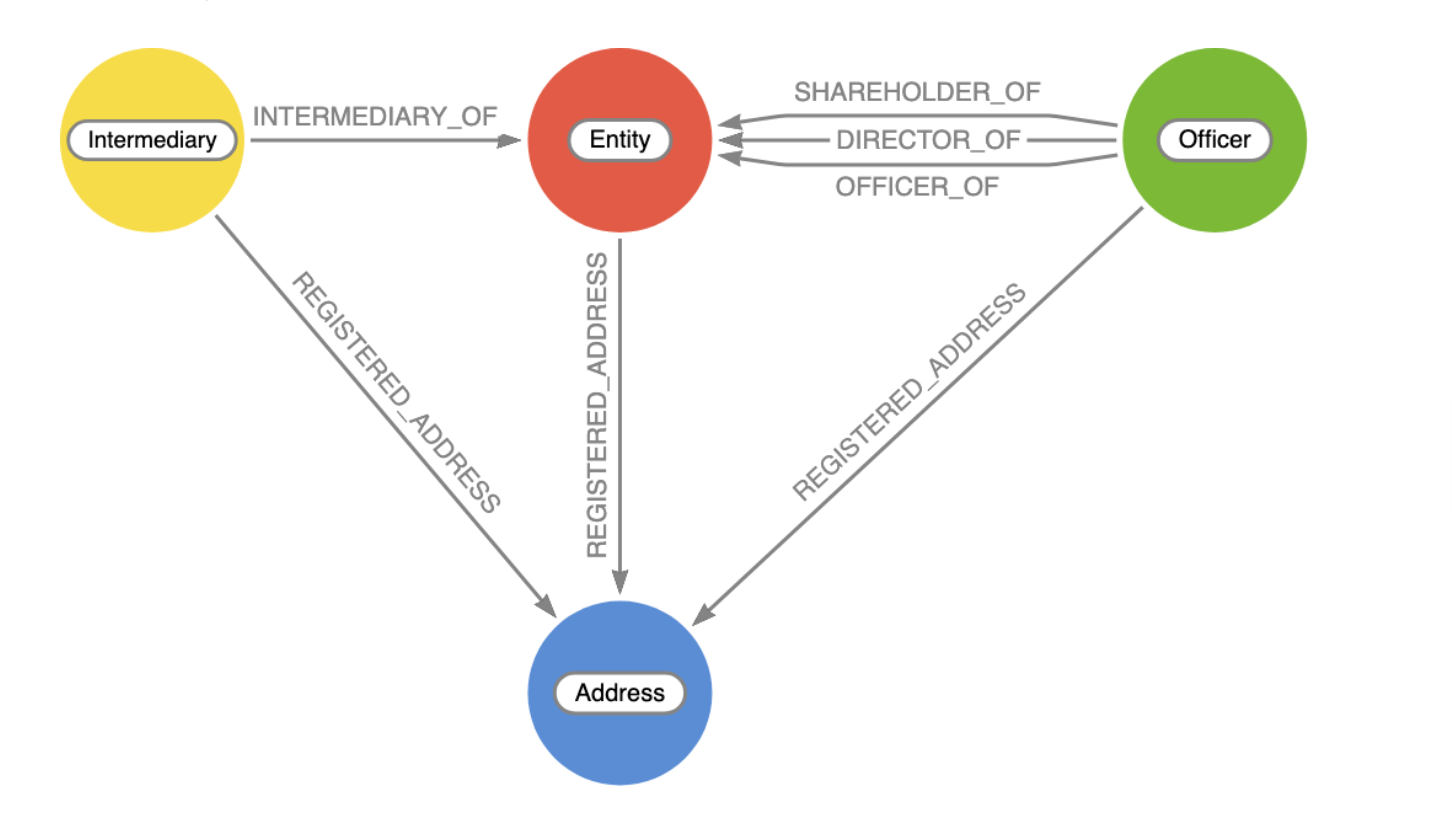 SHAREHOLDER_OF
INTERMEDIARY_OF
Intermediary
Entity
DIRECTOR_OF
Officer
OFFICER_OF
REGISTERED_ADDRESS
REGISTERED_ADDRESS
REGISTERED_ADDRESS
Address